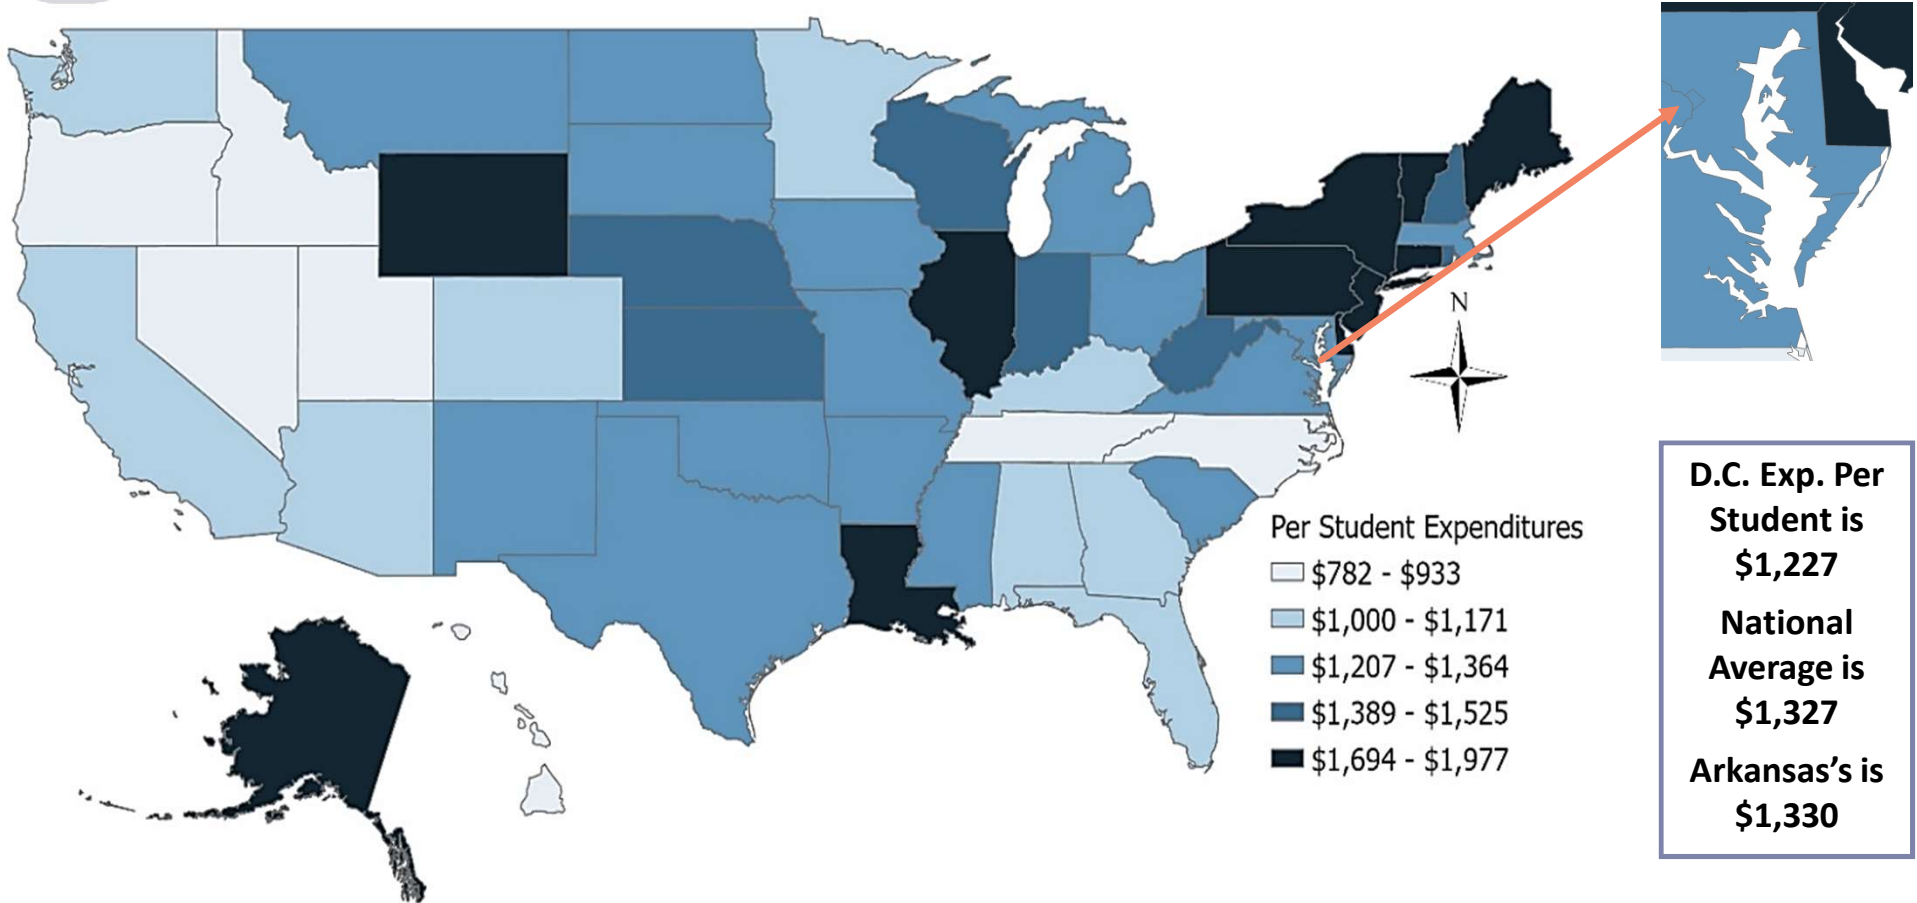 N
Per Student Expenditures
$782 - $933
$1,000 - $1,171
$1,207 - $1,364
$1,389 - $1,525
$1,694 - $1,977
D.C. Exp. Per
Student is
$1,227
National
Average is
$1,327
Arkansas’s is
$1,330